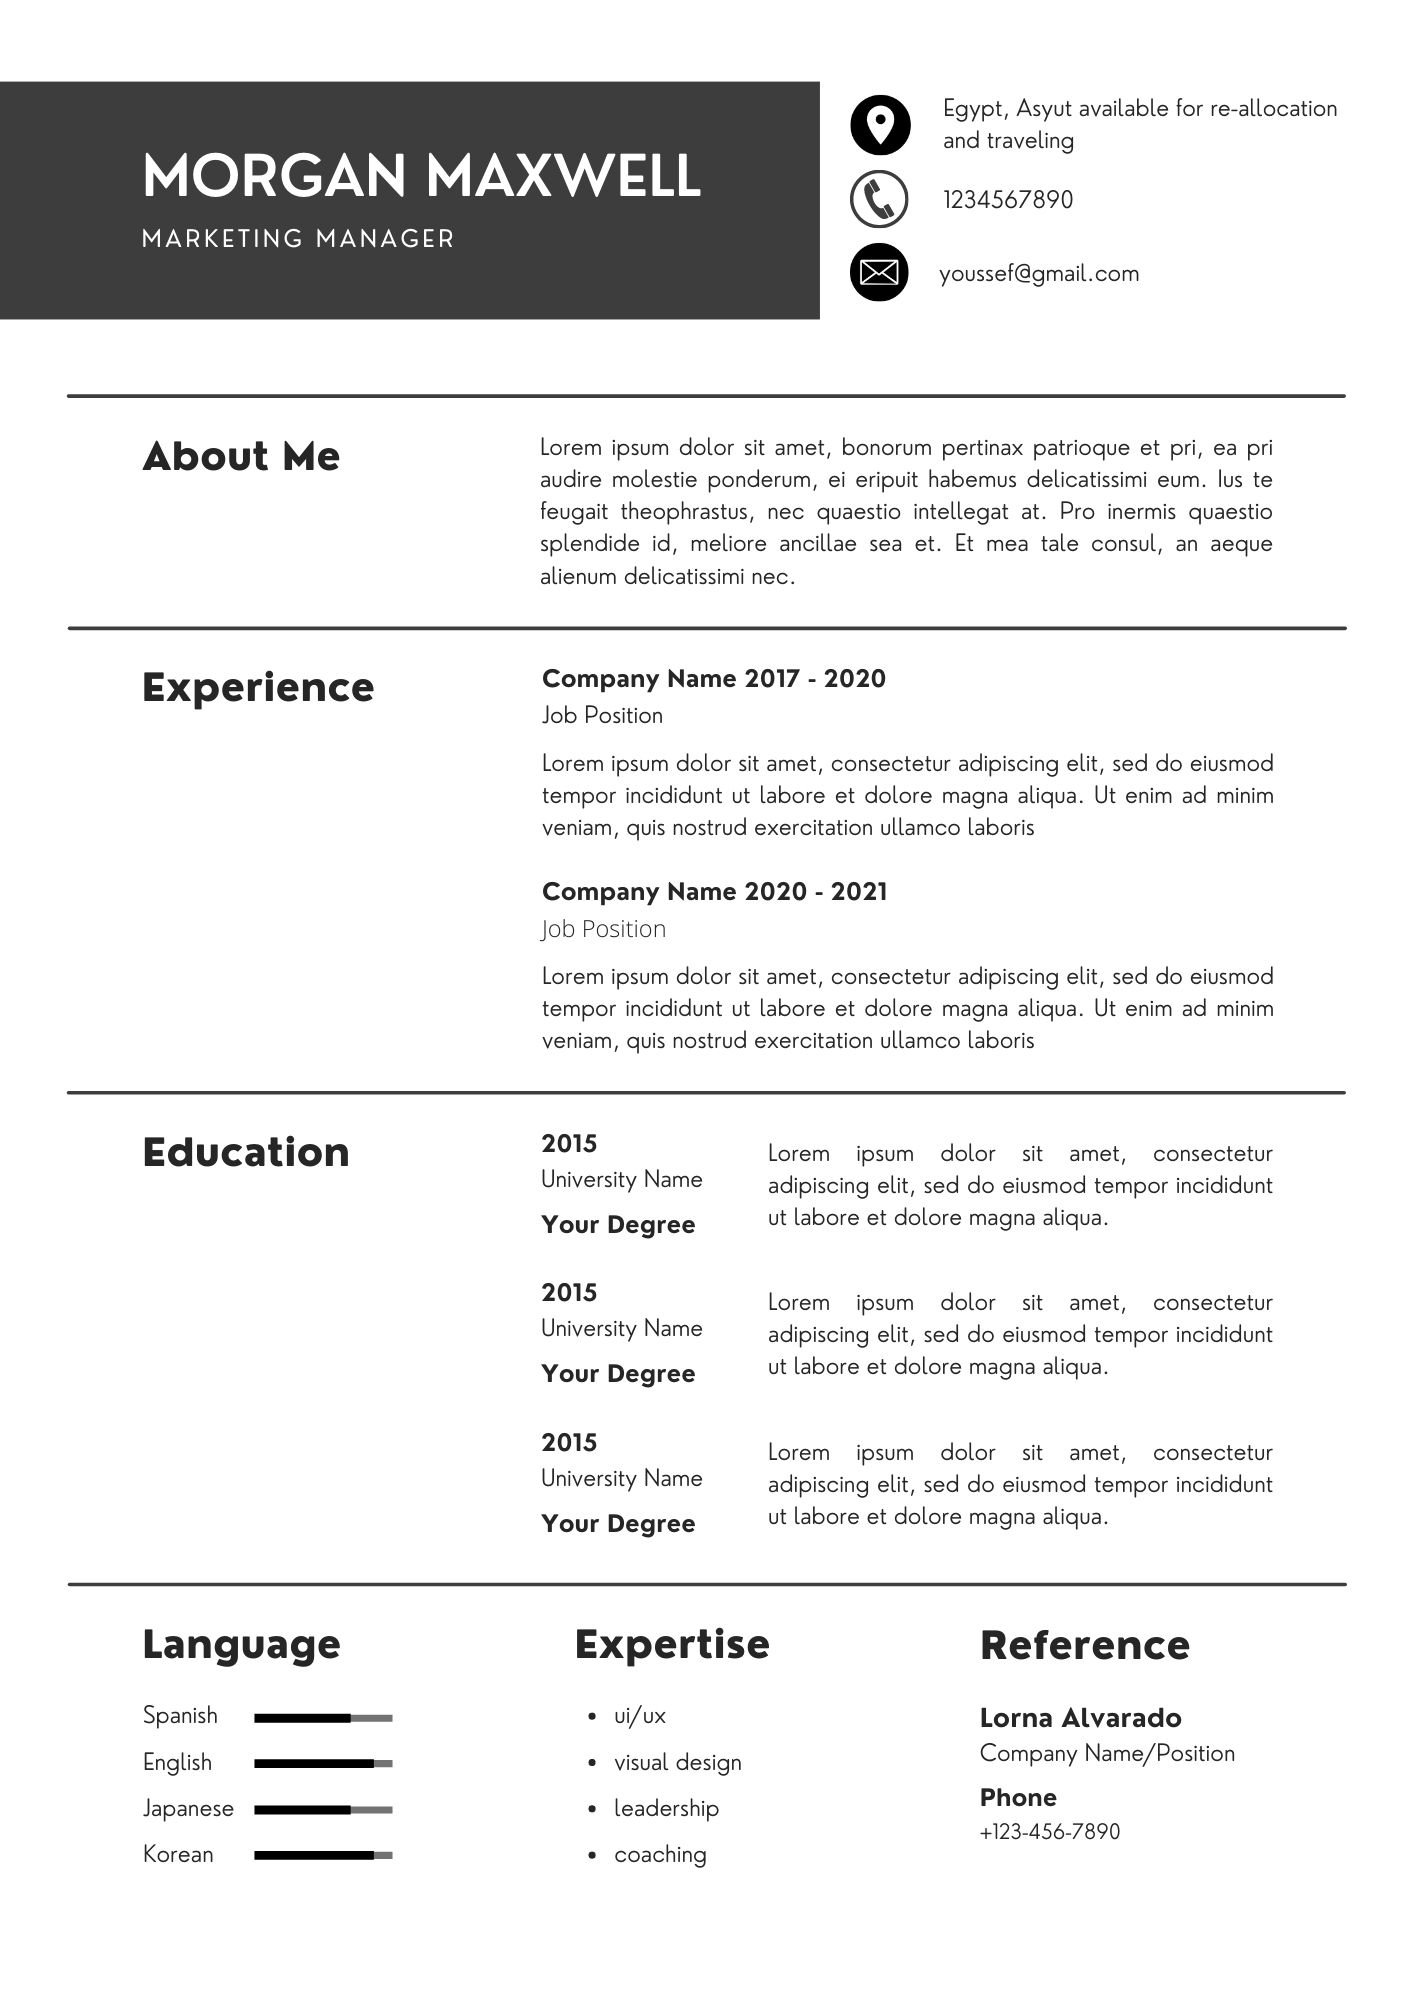 MORGAN MAXWELL
MARKETING MANAGER
Egypt, Asyut available for re-allocation
and traveling
1234567890
youssef@gmail.com
About Me
Lorem ipsum dolor sit amet, bonorum pertinax patrioque et pri, ea pri
audire molestie ponderum, ei eripuit habemus delicatissimi eum. Ius te
feugait theophrastus, nec quaestio intellegat at. Pro inermis quaestio
splendide id, meliore ancillae sea et. Et mea tale consul, an aeque
alienum delicatissimi nec.
Experience
Company Name 2017 - 2020
Job Position
Lorem ipsum dolor sit amet, consectetur adipiscing elit, sed do eiusmod
tempor incididunt ut labore et dolore magna aliqua. Ut enim ad minim
veniam, quis nostrud exercitation ullamco laboris
Company Name 2020 - 2021
Job Position
Lorem ipsum dolor sit amet, consectetur adipiscing elit, sed do eiusmod
tempor incididunt ut labore et dolore magna aliqua. Ut enim ad minim
veniam, quis nostrud exercitation ullamco laboris
Education
2015
University Name
Your Degree
Lorem ipsum dolor sit amet, consectetur
adipiscing elit, sed do eiusmod tempor incididunt
ut labore et dolore magna aliqua.
2015
University Name
Your Degree
Lorem ipsum dolor sit amet, consectetur
adipiscing elit, sed do eiusmod tempor incididunt
ut labore et dolore magna aliqua.
2015
University Name
Your Degree
Lorem ipsum dolor sit amet, consectetur
adipiscing elit, sed do eiusmod tempor incididunt
ut labore et dolore magna aliqua.
Language
Spanish
English
Japanese
Korean
Expertise
• ui/ux
• visual design
• leadership
• coaching
Reference
Lorna Alvarado
Company Name/Position
Phone
+123-456-7890